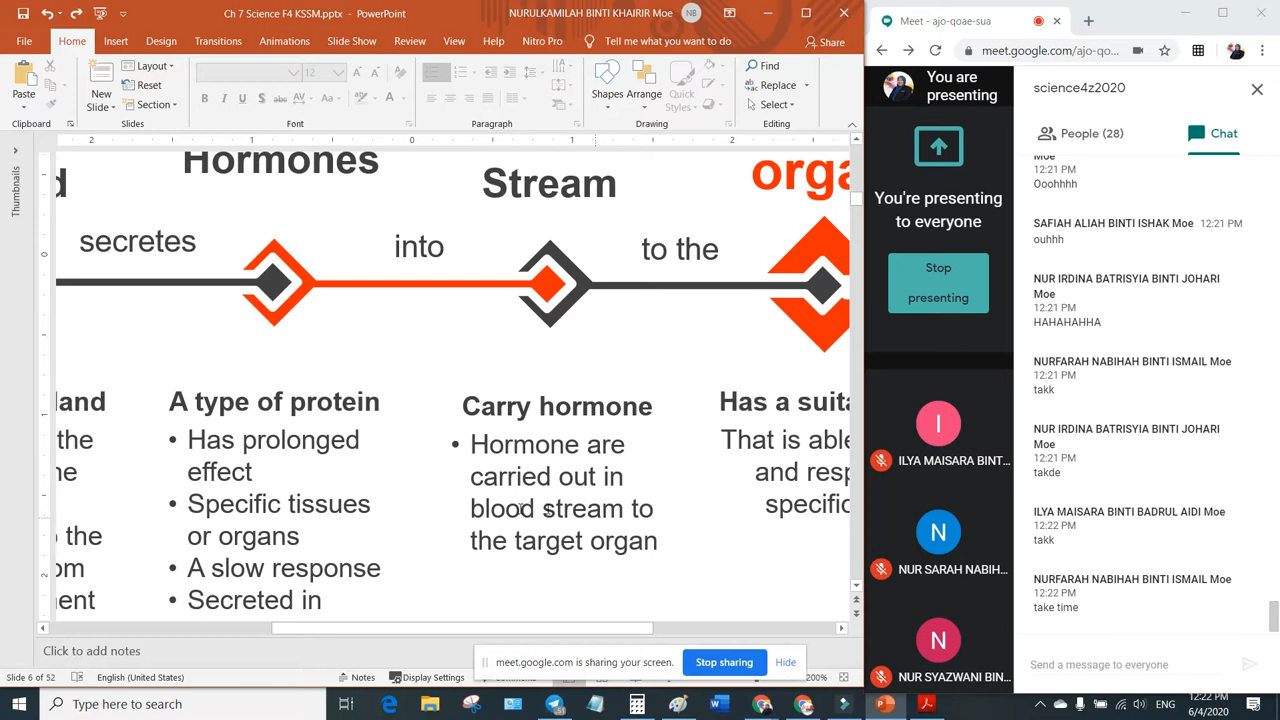 Ch 7 Science F4 KSSM.pptx
NURULKAMILAH BINTI KHARIR Moe
NB
File
Home
Insert
Design
Transitions
Animations
Slide Show
Review
View
Help
Nitro Pro
Tell me what you want to do
Share
Paste
New
Slide
Layout
Reset
Section
Shapes
Arrange
Quick
Styles
Find
Replace
Select
Clipboard
Slides
Font
Drawing
Editing
Thumbnails
Hormones
Stream
orga
secretes
into
to the
land
the
ne
the
om
nent
A type of protein
• Has prolonged
effect
• Specific tissues
or organs
• A slow response
• Secreted in
Carry hormone
• Hormone are
carried out in
blood stream to
the target organ
Has a suita
That is able
and resp
specific
Click to add notes
meet.google.com is sharing your screen.
Stop sharing
Hide
Slide 6 of 52
English (United States)
Notes
Display Settings
200%
Type here to search
Meet - ajo-qoae-sua
meet.google.com/ajo-qo...
You are
presenting
You're presenting
to everyone
Stop
presenting
ILYA MAISARA BINT...
NUR SARAH NABIH...
NUR SYAZWANI BIN...
I
N
N
science4z2020
People (28)
Chat
Moe
12:21 PM
Ooohhhh
SAFIAH ALIAH BINTI ISHAK Moe 12:21 PM
ouhhh
NUR IRDINA BATRISYIA BINTI JOHARI
Moe
12:21 PM
HAHAHAHHA
NURFARAH NABIHAH BINTI ISMAIL Moe
12:21 PM
takk
NUR IRDINA BATRISYIA BINTI JOHARI
Moe
12:21 PM
takde
ILYA MAISARA BINTI BADRUL AIDI Moe
12:22 PM
takk
NURFARAH NABIHAH BINTI ISMAIL Moe
12:22 PM
take time
Send a message to everyone
ENG
12:22 PM
6/4/2020